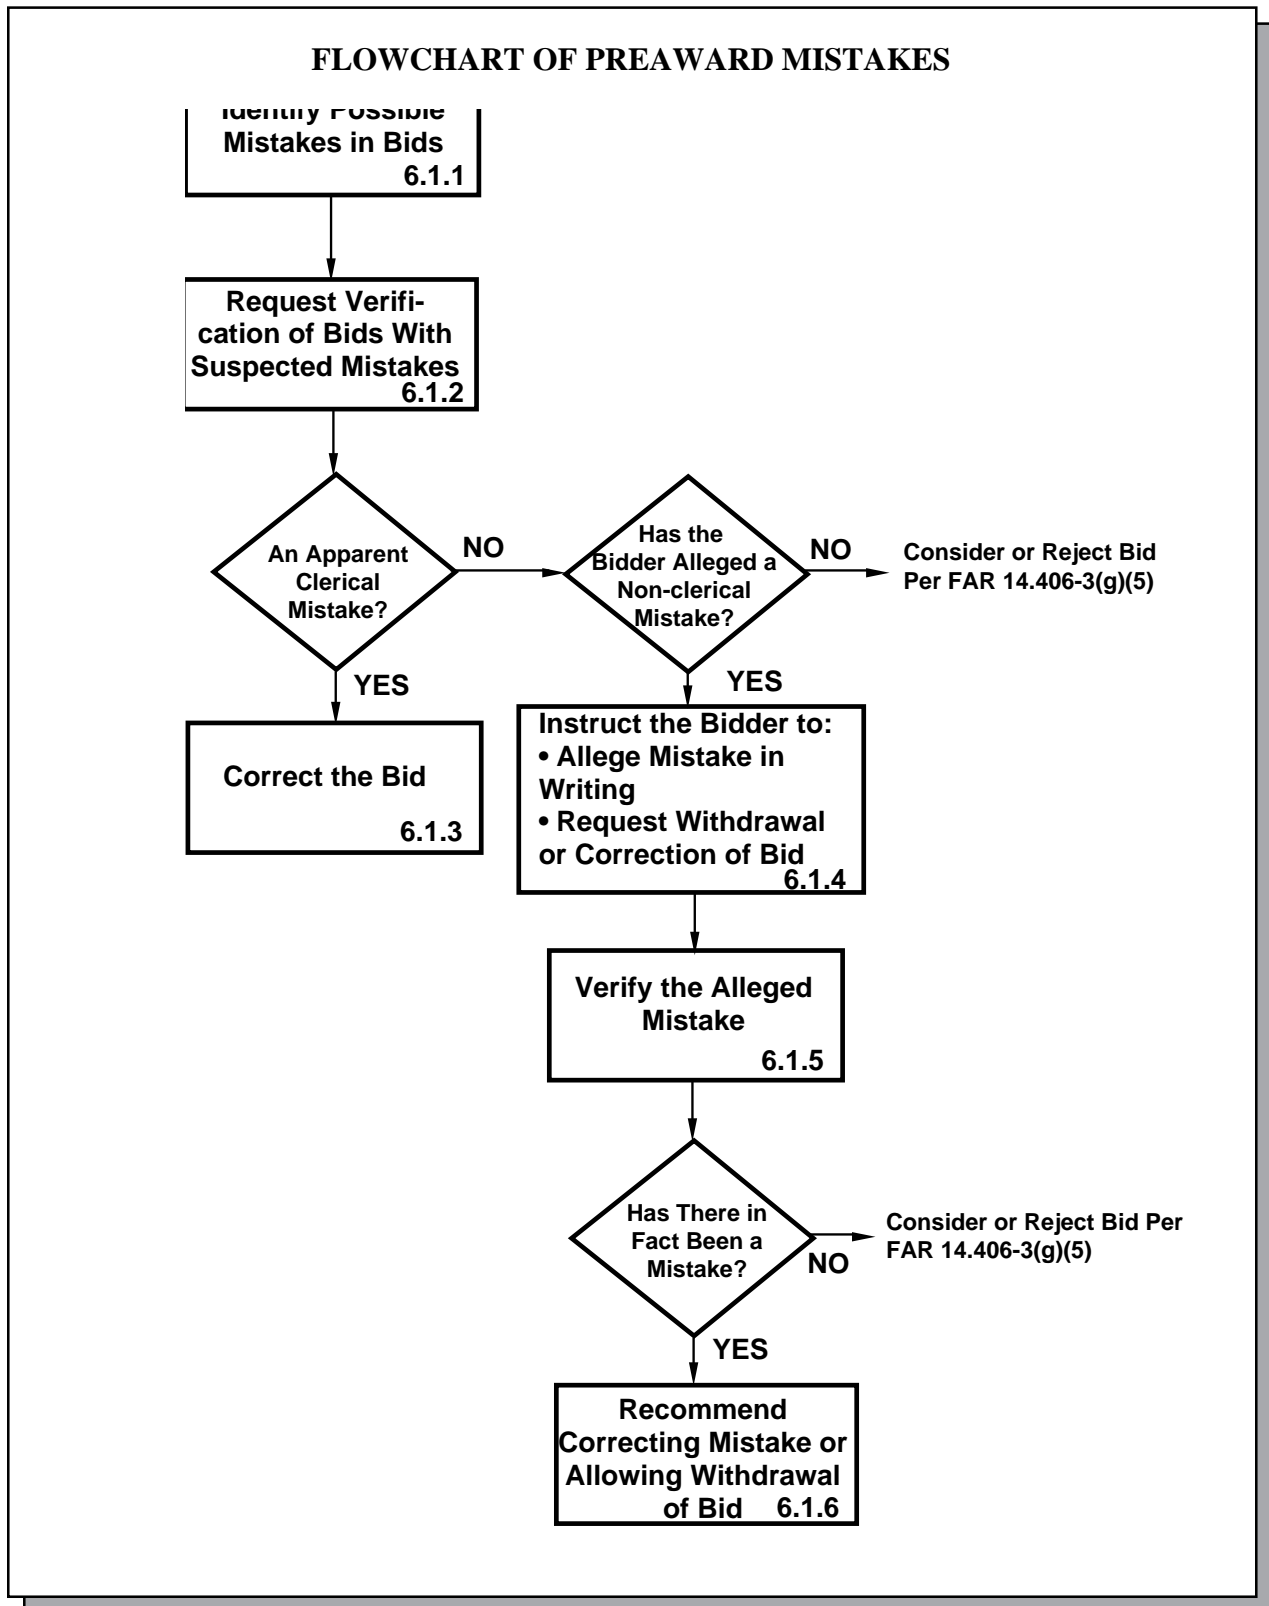 FLOWCHART OF PREAWARD MISTAKES
Identify Possible
Mistakes in Bids
6.1.1
Request Verifi-
cation of Bids With
Suspected Mistakes
6.1.2
An Apparent
Clerical
Mistake?
NO
Has the
Bidder Alleged a
Non-clerical
Mistake?
NO
Consider or Reject Bid
Per FAR 14.406-3(g)(5)
YES
Correct the Bid
6.1.3
YES
Instruct the Bidder to:
• Allege Mistake in
Writing
• Request Withdrawal
or Correction of Bid
6.1.4
Verify the Alleged
Mistake
6.1.5
Has There in
Fact Been a
Mistake?
NO
Consider or Reject Bid Per
FAR 14.406-3(g)(5)
YES
Recommend
Correcting Mistake or
Allowing Withdrawal
of Bid 6.1.6